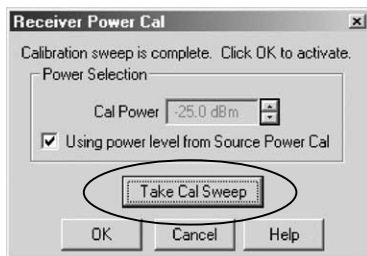 Receiver Power Cal
Calibration sweep is complete. Click OK to activate.
Power Selection
Cal Power -25.0 dBm
Using power level from Source Power Cal
Take Cal Sweep
OK Cancel Help